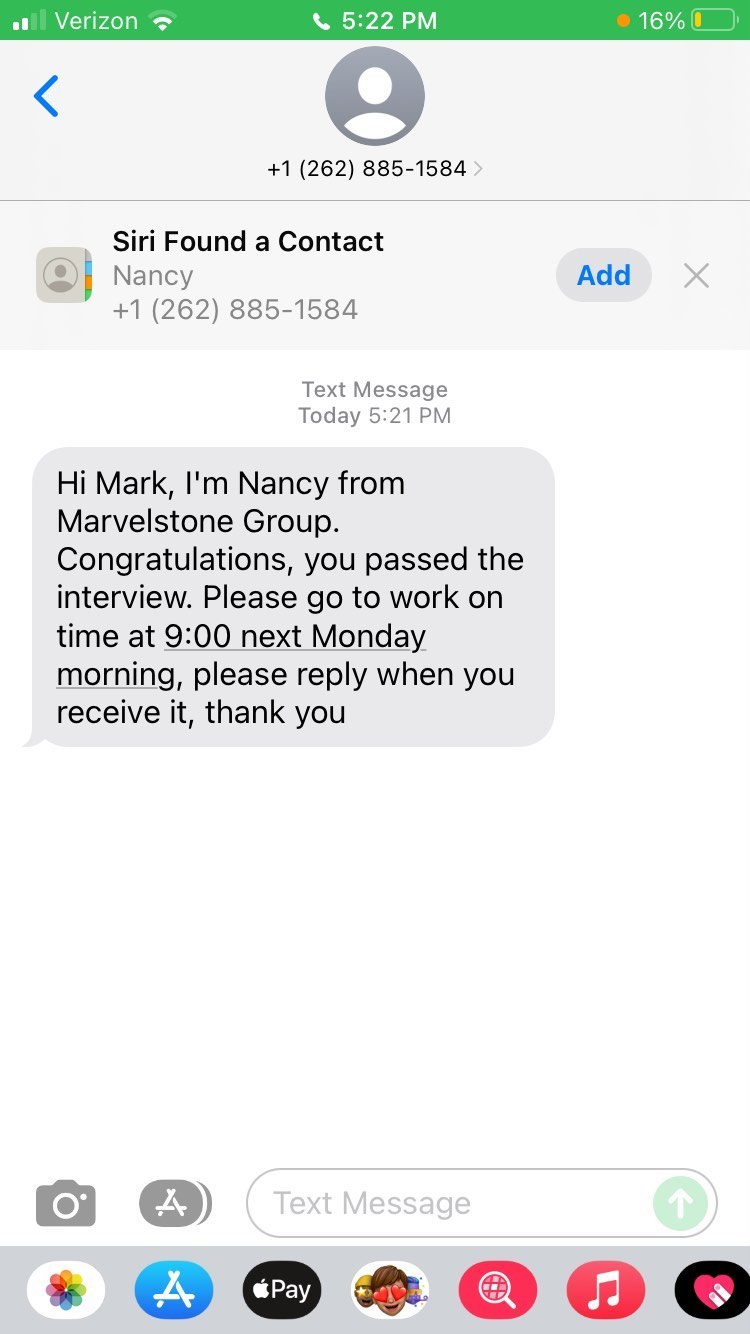 Verizon 5:22 PM 16%
+1 (262) 885-1584
Siri Found a Contact
Nancy
+1 (262) 885-1584
Add
Text Message
Today 5:21 PM
Hi Mark, I'm Nancy from
Marvelstone Group.
Congratulations, you passed the
interview. Please go to work on
time at 9:00 next Monday
morning, please reply when you
receive it, thank you
Text Message
Pay